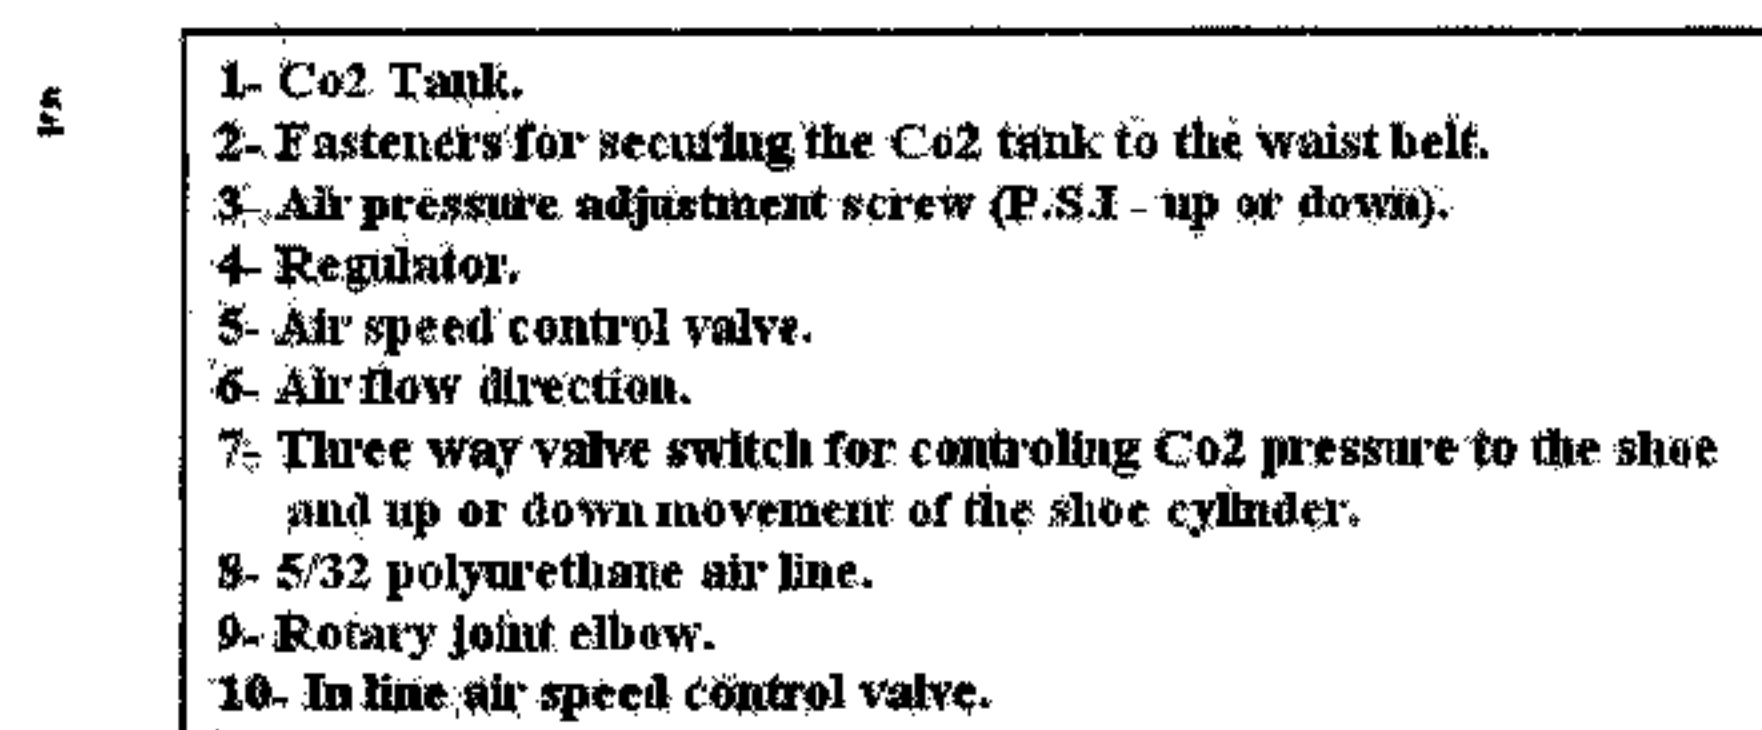 1- Co2 Tank.
2- Fasteners for securing the Co2 tank to the waist belt.
3- Air pressure adjustment screw (P.S.I - up or down).
4- Regulator.
5- Air speed control valve.
6- Air flow direction.
7- Three way valve switch for controling Co2 pressure to the shoe
and up or down movement of the shoe cylinder.
8- 5/32 polyurethane air line.
9- Rotary joint elbow.
10- In line air speed control valve.